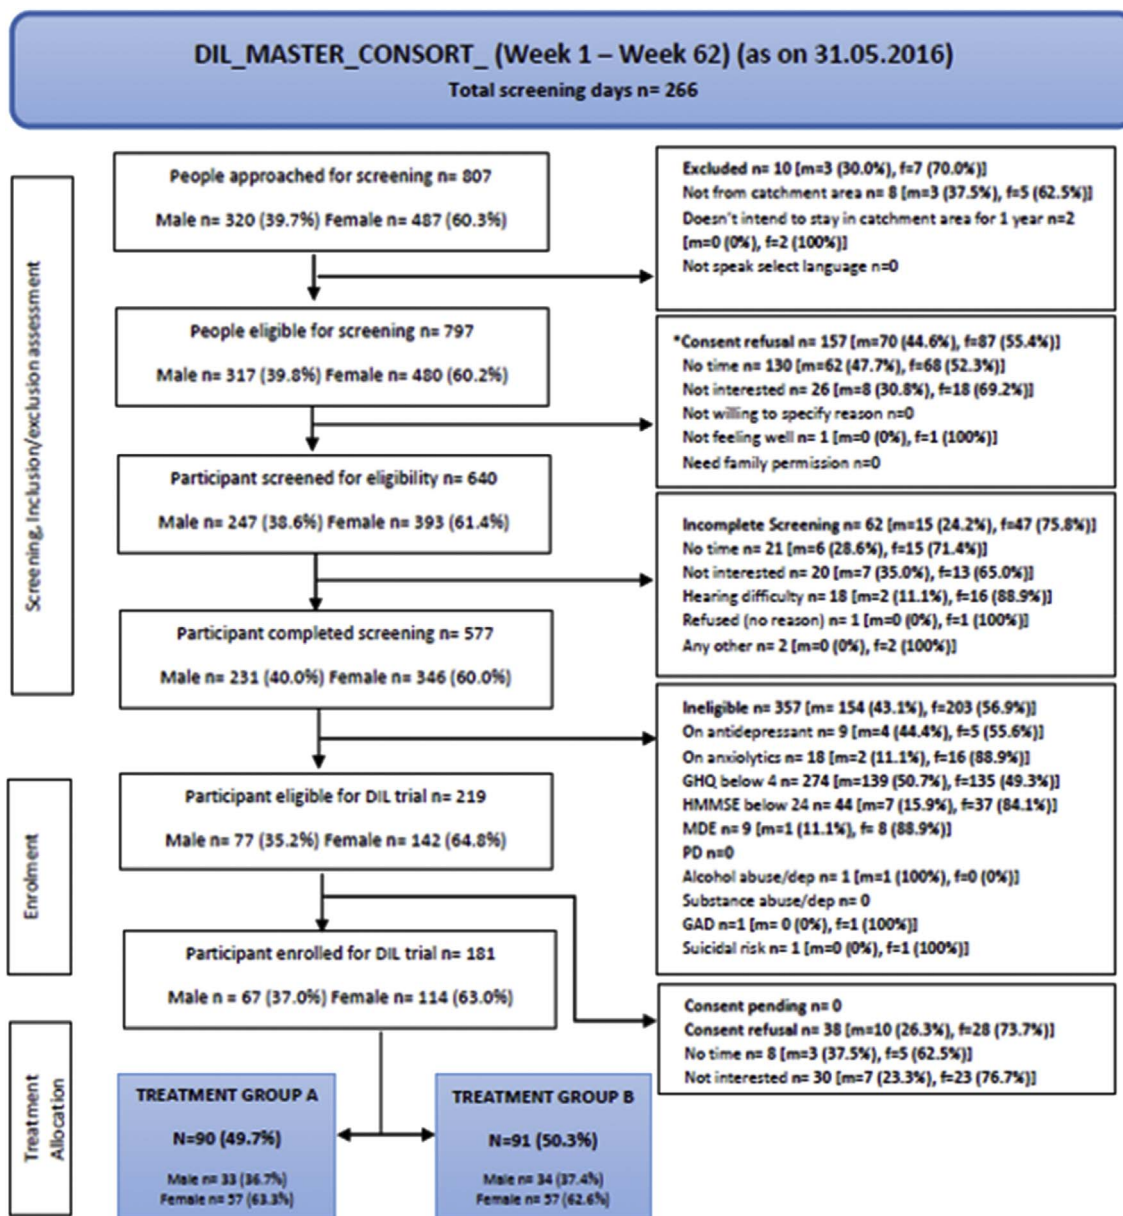 DIL_MASTER_CONSORT_ (Week 1 – Week 62) (as on 31.05.2016)
Total screening days n= 266
Screening, Inclusion/exclusion assessment
People approached for screening n= 807
Male n= 320 (39.7%) Female n= 487 (60.3%)
Excluded n= 10 [m=3 (30.0%), f=7 (70.0%)]
Not from catchment area n= 8 [m=3 (37.5%), f=5 (62.5%)]
Doesn't intend to stay in catchment area for 1 year n=2
[m=0 (0%), f=2 (100%)]
Not speak select language n=0
People eligible for screening n= 797
Male n= 317 (39.8%) Female n= 480 (60.2%)
*Consent refusal n= 157 [m=70 (44.6%), f=87 (55.4%)]
No time n= 130 [m=62 (47.7%), f=68 (52.3%)]
Not interested n= 26 [m=8 (30.8%), f=18 (69.2%)]
Not willing to specify reason n=0
Not feeling well n= 1 [m=0 (0%), f=1 (100%)]
Need family permission n=0
Participant screened for eligibility n= 640
Male n= 247 (38.6%) Female n= 393 (61.4%)
Incomplete Screening n= 62 [m=15 (24.2%), f=47 (75.8%)]
No time n= 21 [m=6 (28.6%), f=15 (71.4%)]
Not interested n= 20 [m=7 (35.0%), f=13 (65.0%)]
Hearing difficulty n= 18 [m=2 (11.1%), f=16 (88.9%)]
Refused (no reason) n= 1 [m=0 (0%), f=1 (100%)]
Any other n= 2 [m=0 (0%), f=2 (100%)]
Participant completed screening n= 577
Male n= 231 (40.0%) Female n= 346 (60.0%)
Ineligible n= 357 [m= 154 (43.1%), f=203 (56.9%)]
On antidepressant n= 9 [m=4 (44.4%), f=5 (55.6%)]
On anxiolytics n= 18 [m=2 (11.1%), f=16 (88.9%)]
GHQ below 4 n= 274 [m=139 (50.7%), f=135 (49.3%)]
HMMSE below 24 n= 44 [m=7 (15.9%), f=37 (84.1%)]
MDE n= 9 [m=1 (11.1%), f= 8 (88.9%)]
PD n=0
Alcohol abuse/dep n= 1 [m=1 (100%), f=0 (0%)]
Substance abuse/dep n= 0
GAD n=1 [m= 0 (0%), f=1 (100%)]
Suicidal risk n= 1 [m=0 (0%), f=1 (100%)]
Enrolment
Participant eligible for DIL trial n= 219
Male n= 77 (35.2%) Female n= 142 (64.8%)
Participant enrolled for DIL trial n= 181
Male n = 67 (37.0%) Female n= 114 (63.0%)
Consent pending n= 0
Consent refusal n= 38 [m=10 (26.3%), f=28 (73.7%)]
No time n= 8 [m=3 (37.5%), f=5 (62.5%)]
Not interested n= 30 [m=7 (23.3%), f=23 (76.7%)]
Treatment
Allocation
TREATMENT GROUP A
N=90 (49.7%)
Male n= 33 (36.7%)
Female n= 57 (63.3%)
TREATMENT GROUP B
N=91 (50.3%)
Male n= 34 (37.4%)
Female n= 57 (62.6%)